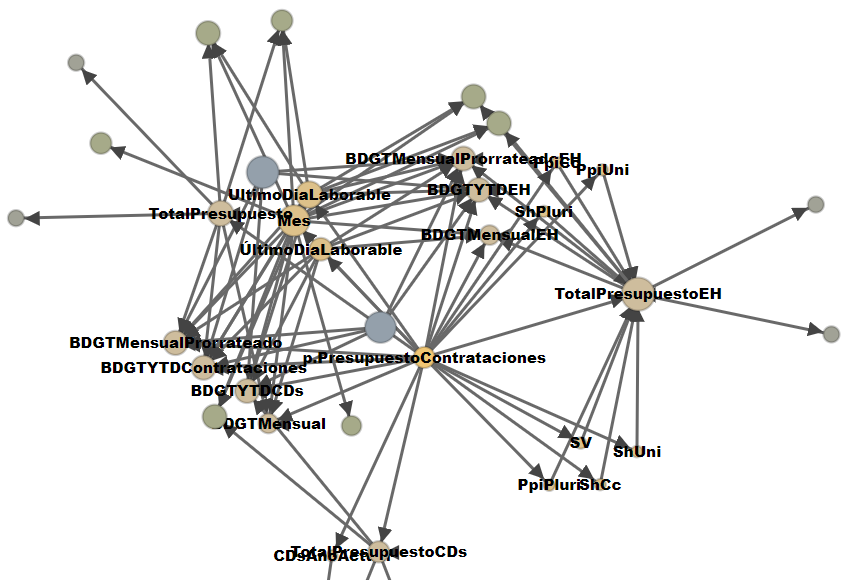 BDGTMensualProrrateadoEH
PpiCc
PpiUni
BDGTYTDEH
UltimoDiaLaborable
TotalPresupuesto
Mes
ShPluri
BDGTMensualEH
ÚltimoDiaLaborable
TotalPresupuestoEH
BDGTMensualProrrateado
p.PresupuestoContrataciones
BDGTYTDContrataciones
BDGTYTDCDs
BDGTMensual
SV
ShUni
PpiPluri
ShCc
TotalPresupuestoCDs